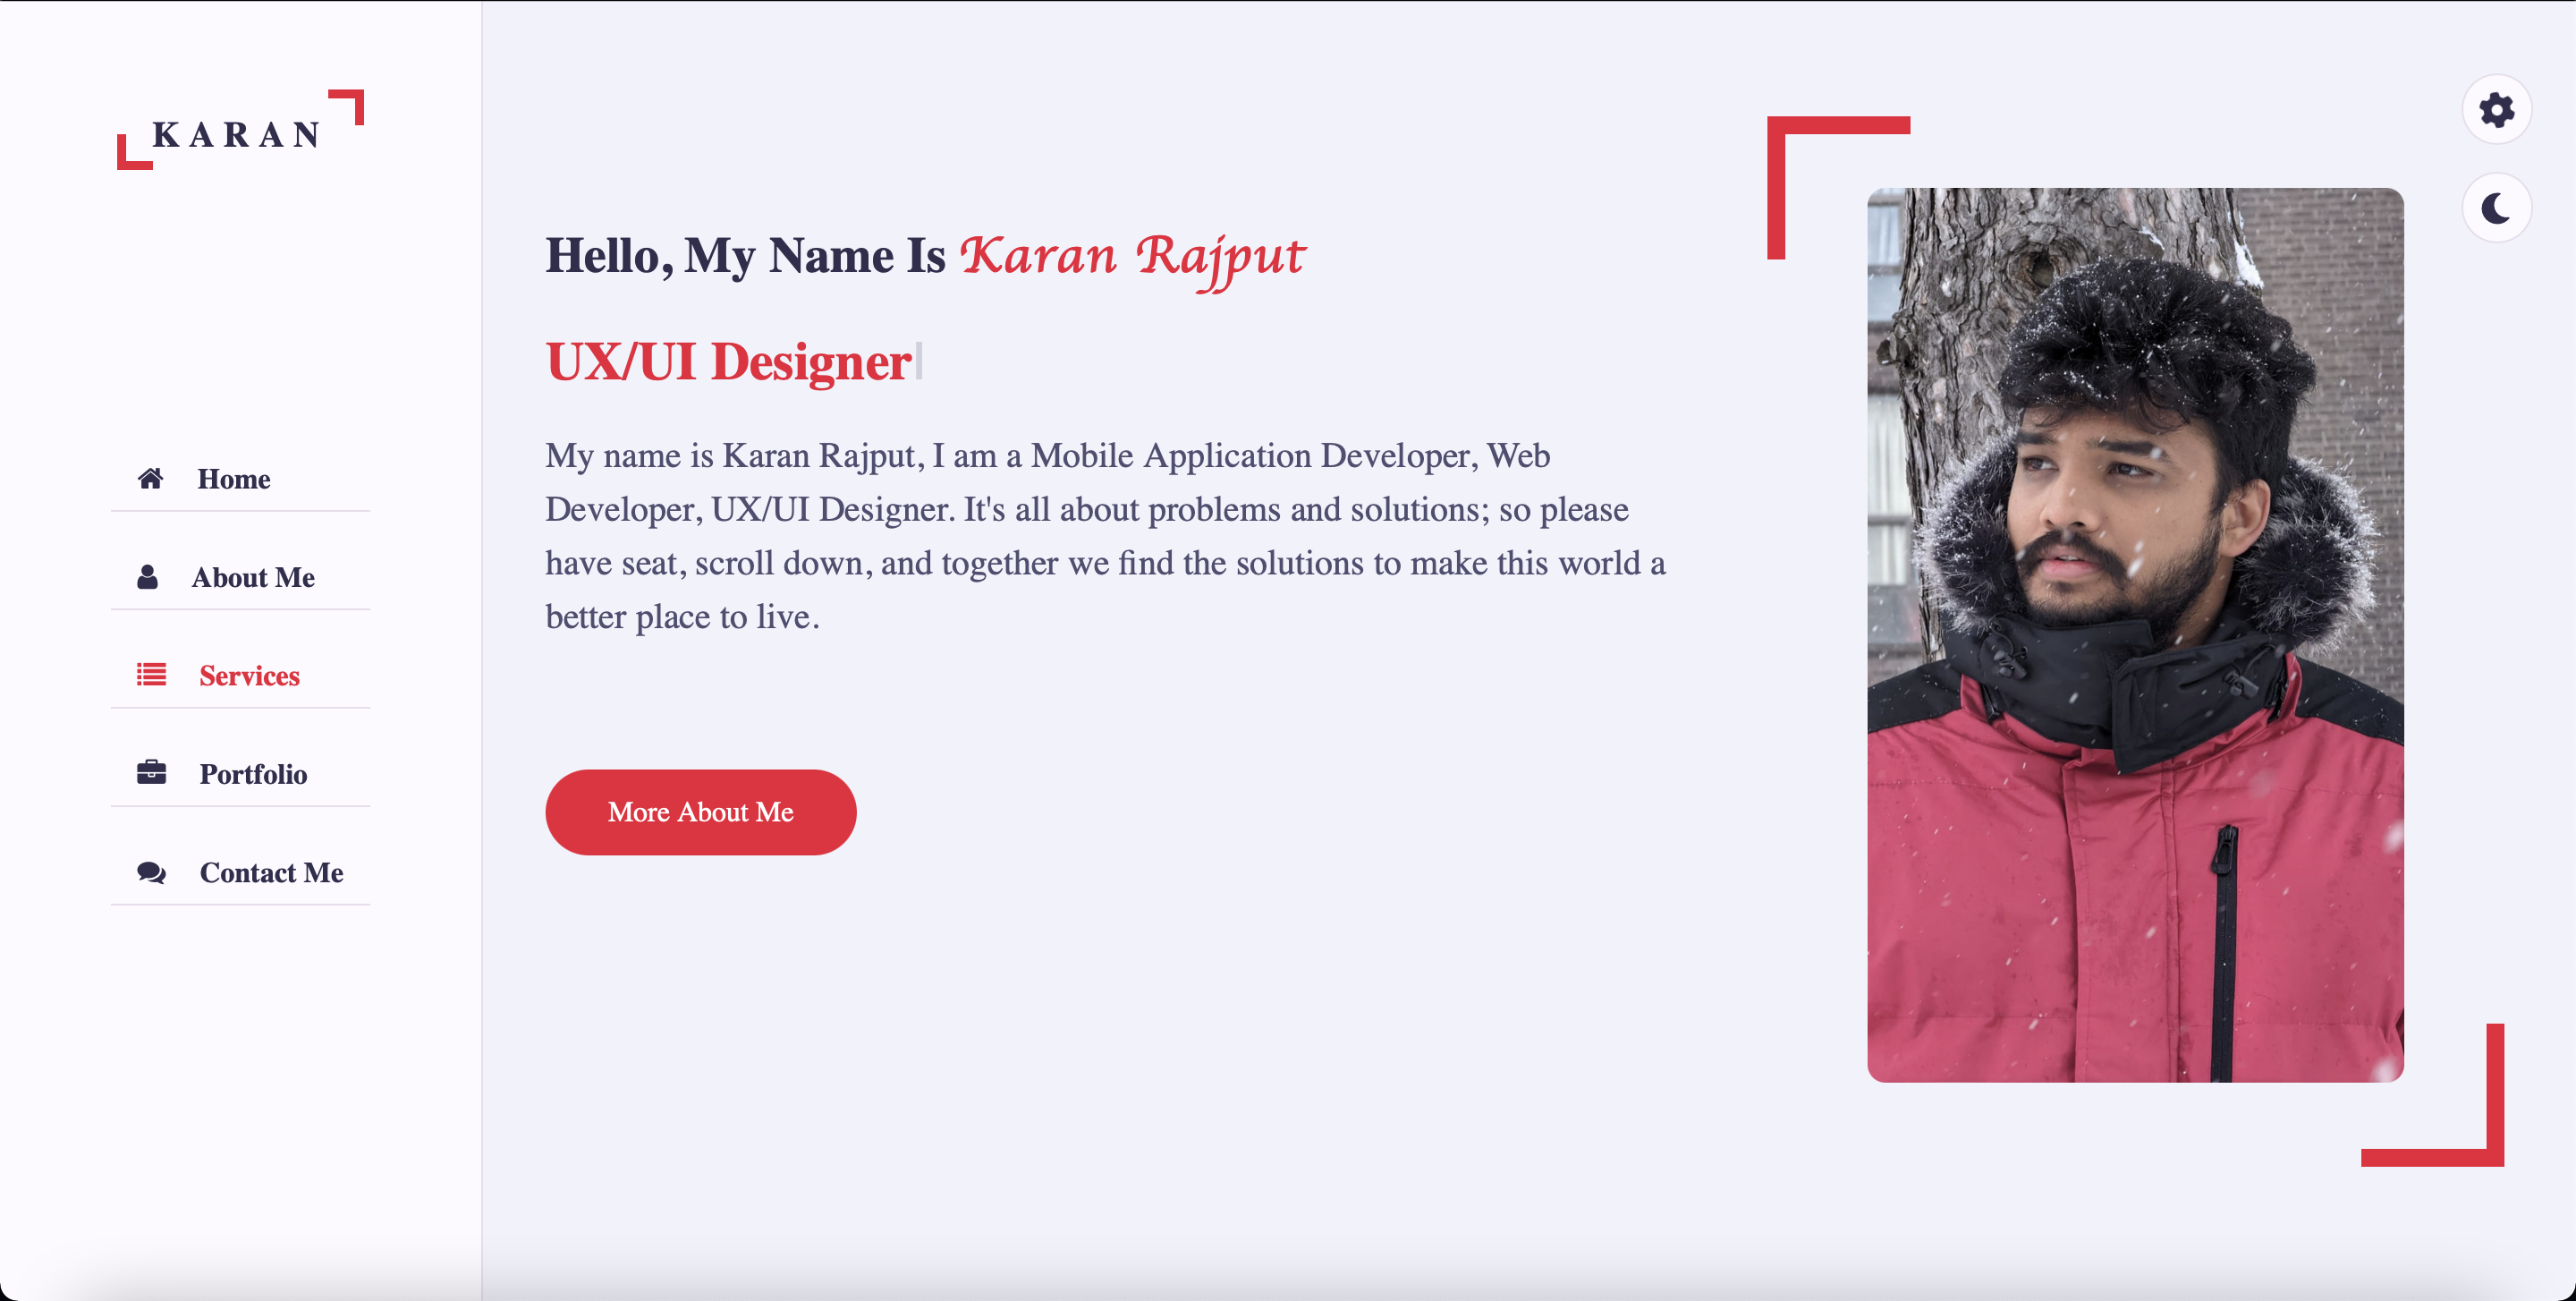 KARAN
Home
About Me
Services
Portfolio
Contact Me
Hello, My Name Is Karan Rajput
UX/UI Designer
My name is Karan Rajput, I am a Mobile Application Developer, Web
Developer, UX/UI Designer. It's all about problems and solutions; so please
have seat, scroll down, and together we find the solutions to make this world a
better place to live.
More About Me